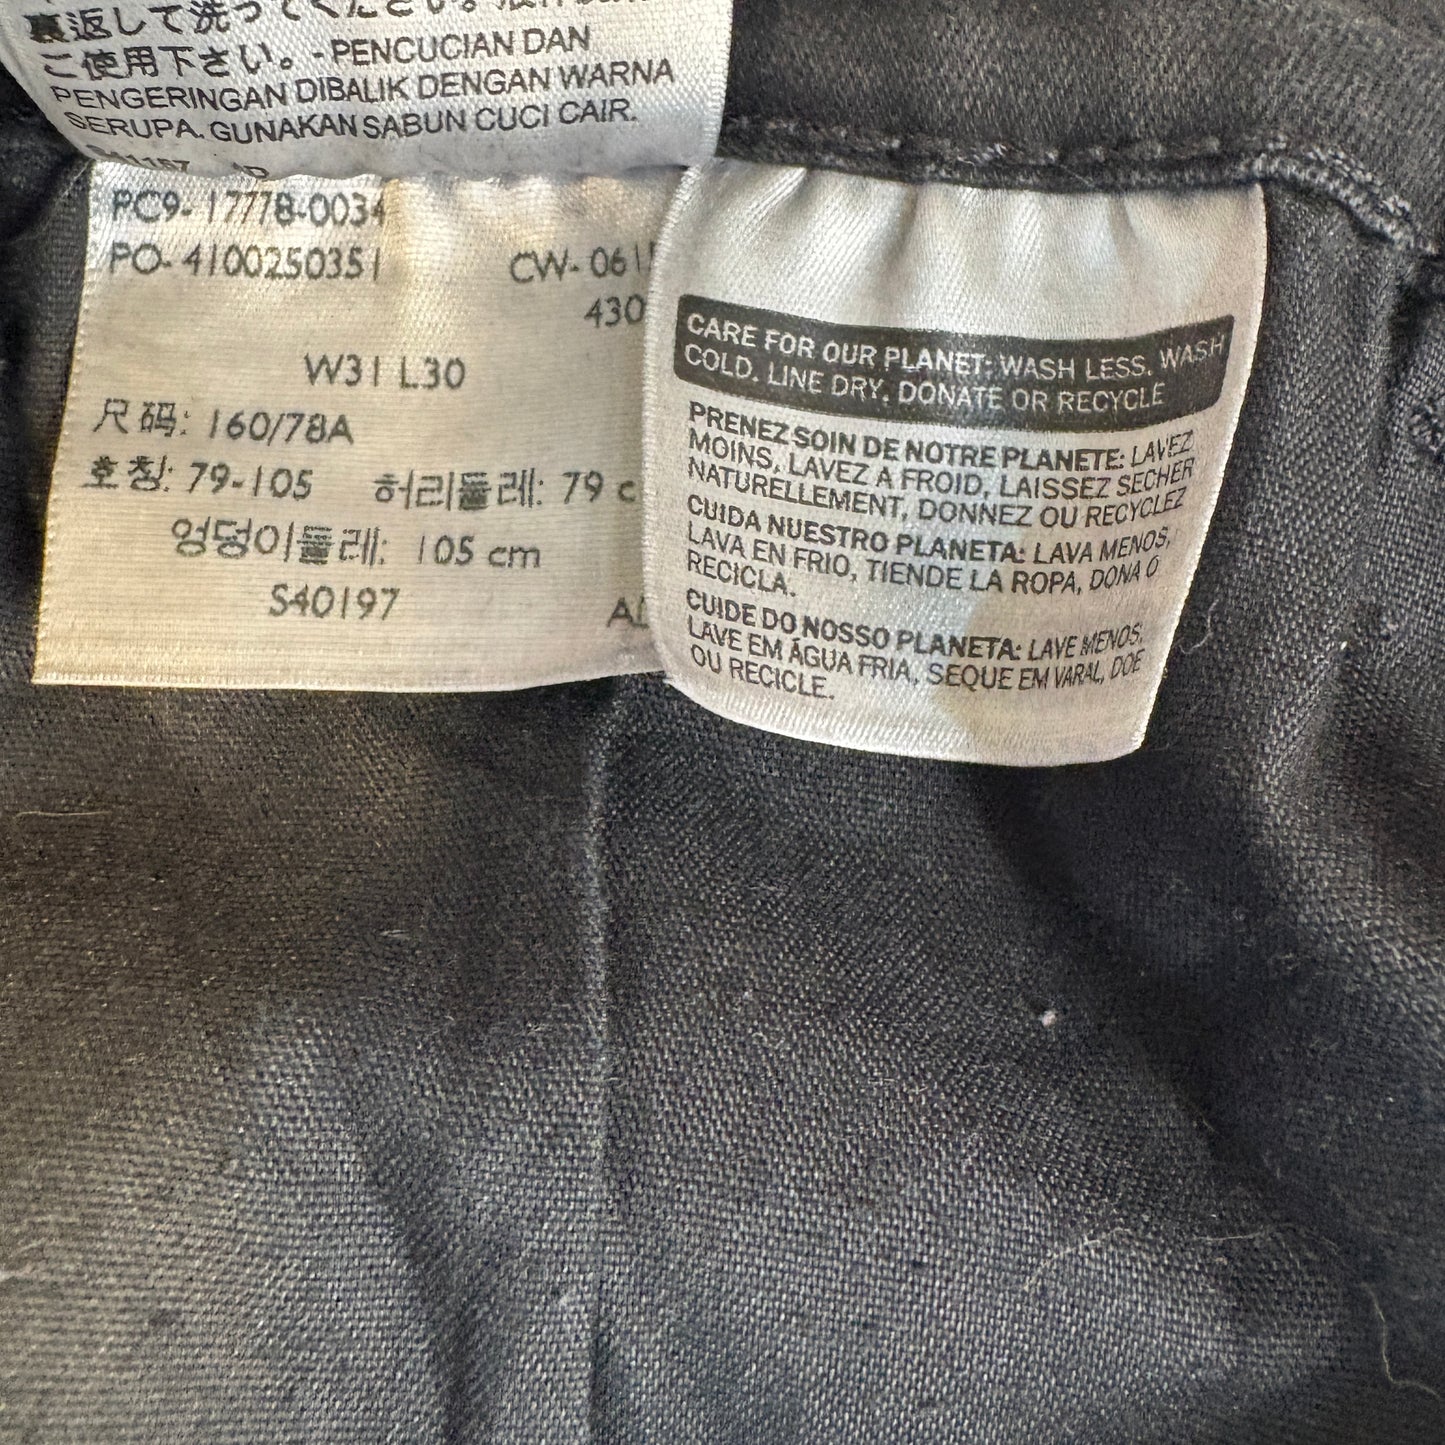 裏返して洗ってください。
ご使用下さい。-PENCUCIAN DAN
PENGERINGAN DIBALIK DENGAN WARNA
SERUPA. GUNAKAN SABUN CUCI CAIR.
PC9-17778-0034
PO-4100250351
CW-061
430
W31 L30
尺码: 160/78A
호칭: 79-105 허리둘레: 79 c
엉덩이둘레: 105 cm
S40197
CARE FOR OUR PLANET: WASH LESS, WASH
COLD, LINE DRY, DONATE OR RECYCLE
PRENEZ SOIN DE NOTRE PLANETE: LAVEZ
MOINS, LAVEZ A FROID, LAISSEZ SECHER
NATURELLEMENT, DONNEZ OU RECYCLEZ
CUIDA NUESTRO PLANETA: LAVA MENOS,
LAVA EN FRIO, TIENDE LA ROPA, DONA O
RECICLA.
CUIDE DO NOSSO PLANETA: LAVE MENOS,
LAVE EM ÁGUA FRIA, SEQUE EM VARAL, DOE
OU RECICLE.